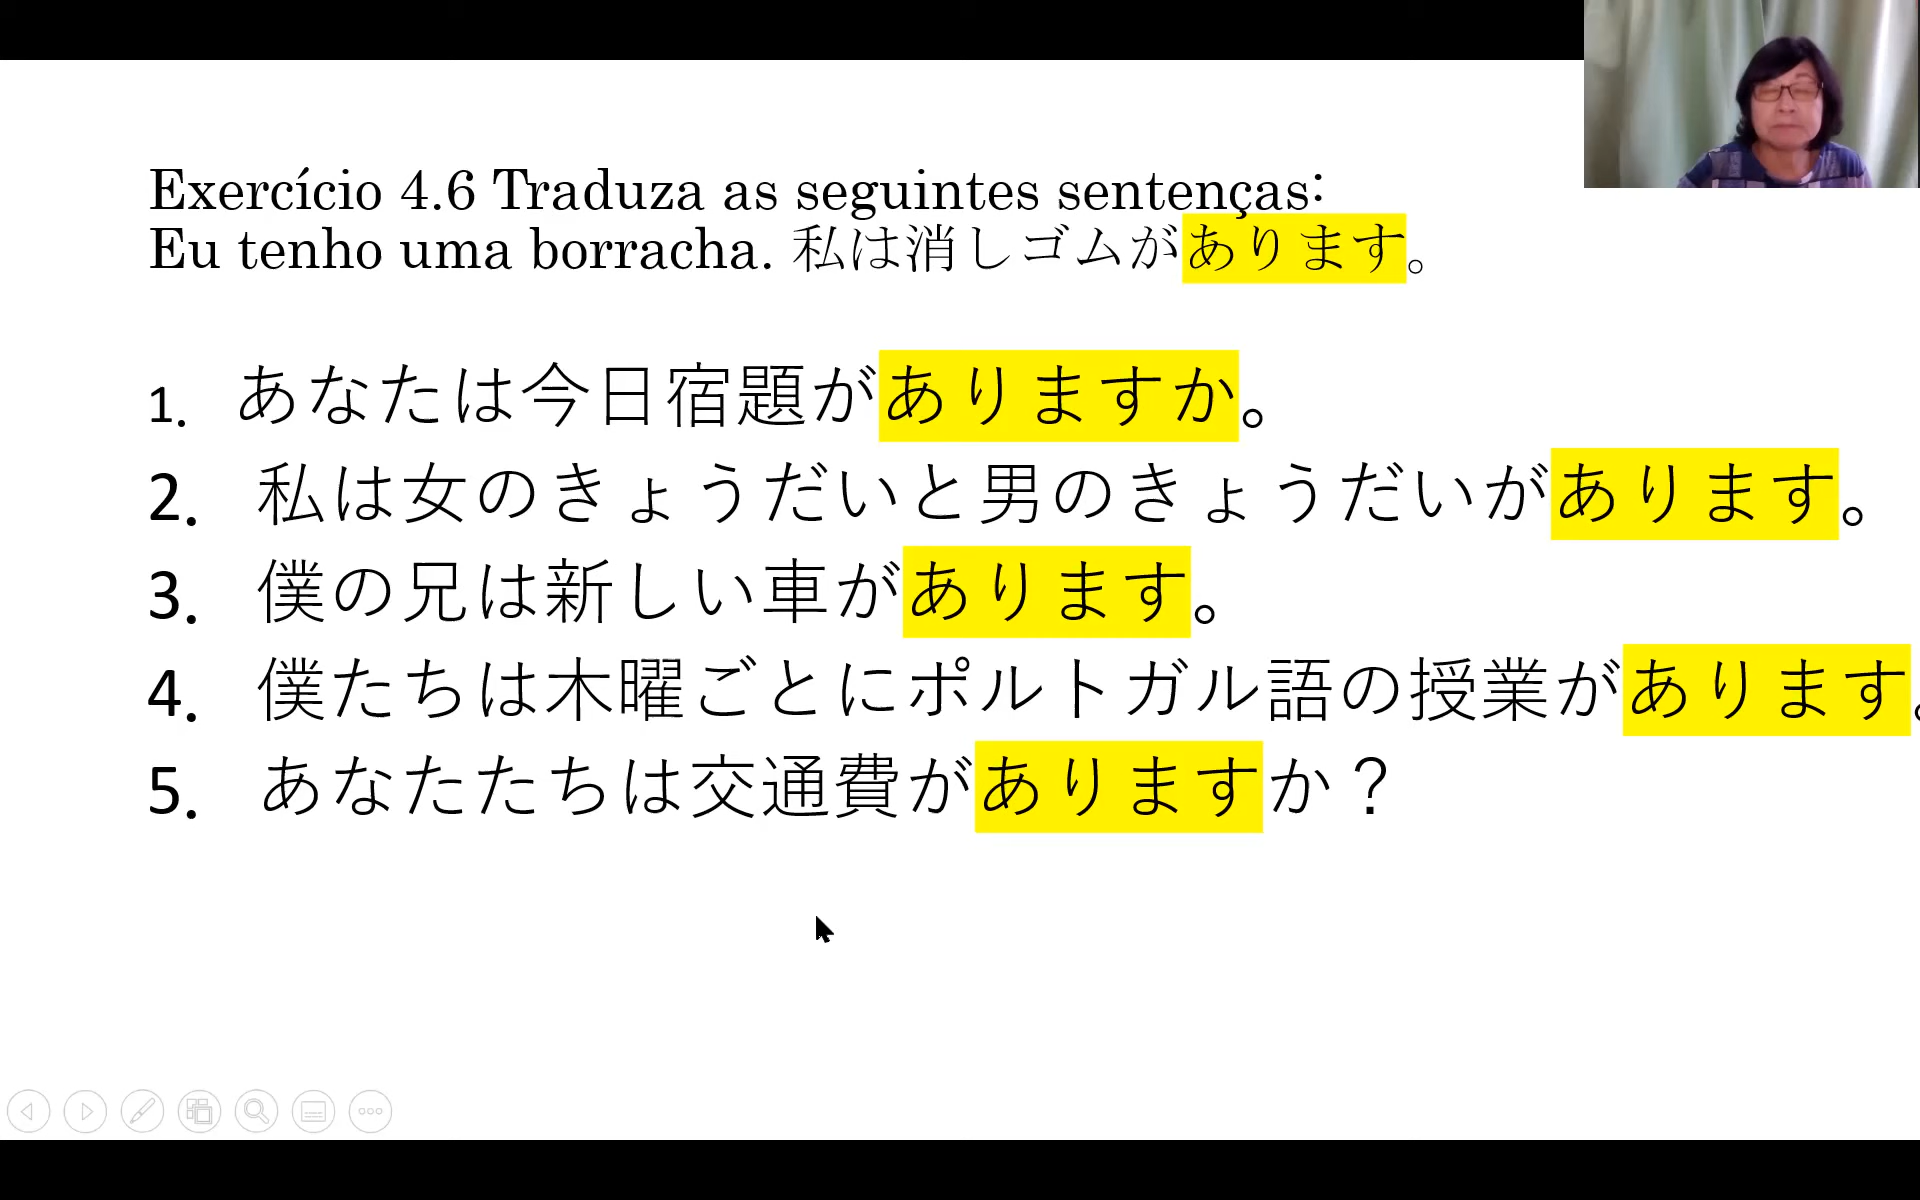 Exercício 4.6 Traduza as seguintes sentenças:
Eu tenho uma borracha. 私は消しゴムがあります。
1. あなたは今日宿題がありますか。
2. 私は女のきょうだいと男のきょうだいがあります。
3. 僕の兄は新しい車があります。
4. 僕たちは木曜ごとにポルトガル語の授業があります。
5. あなたたちは交通費がありますか？